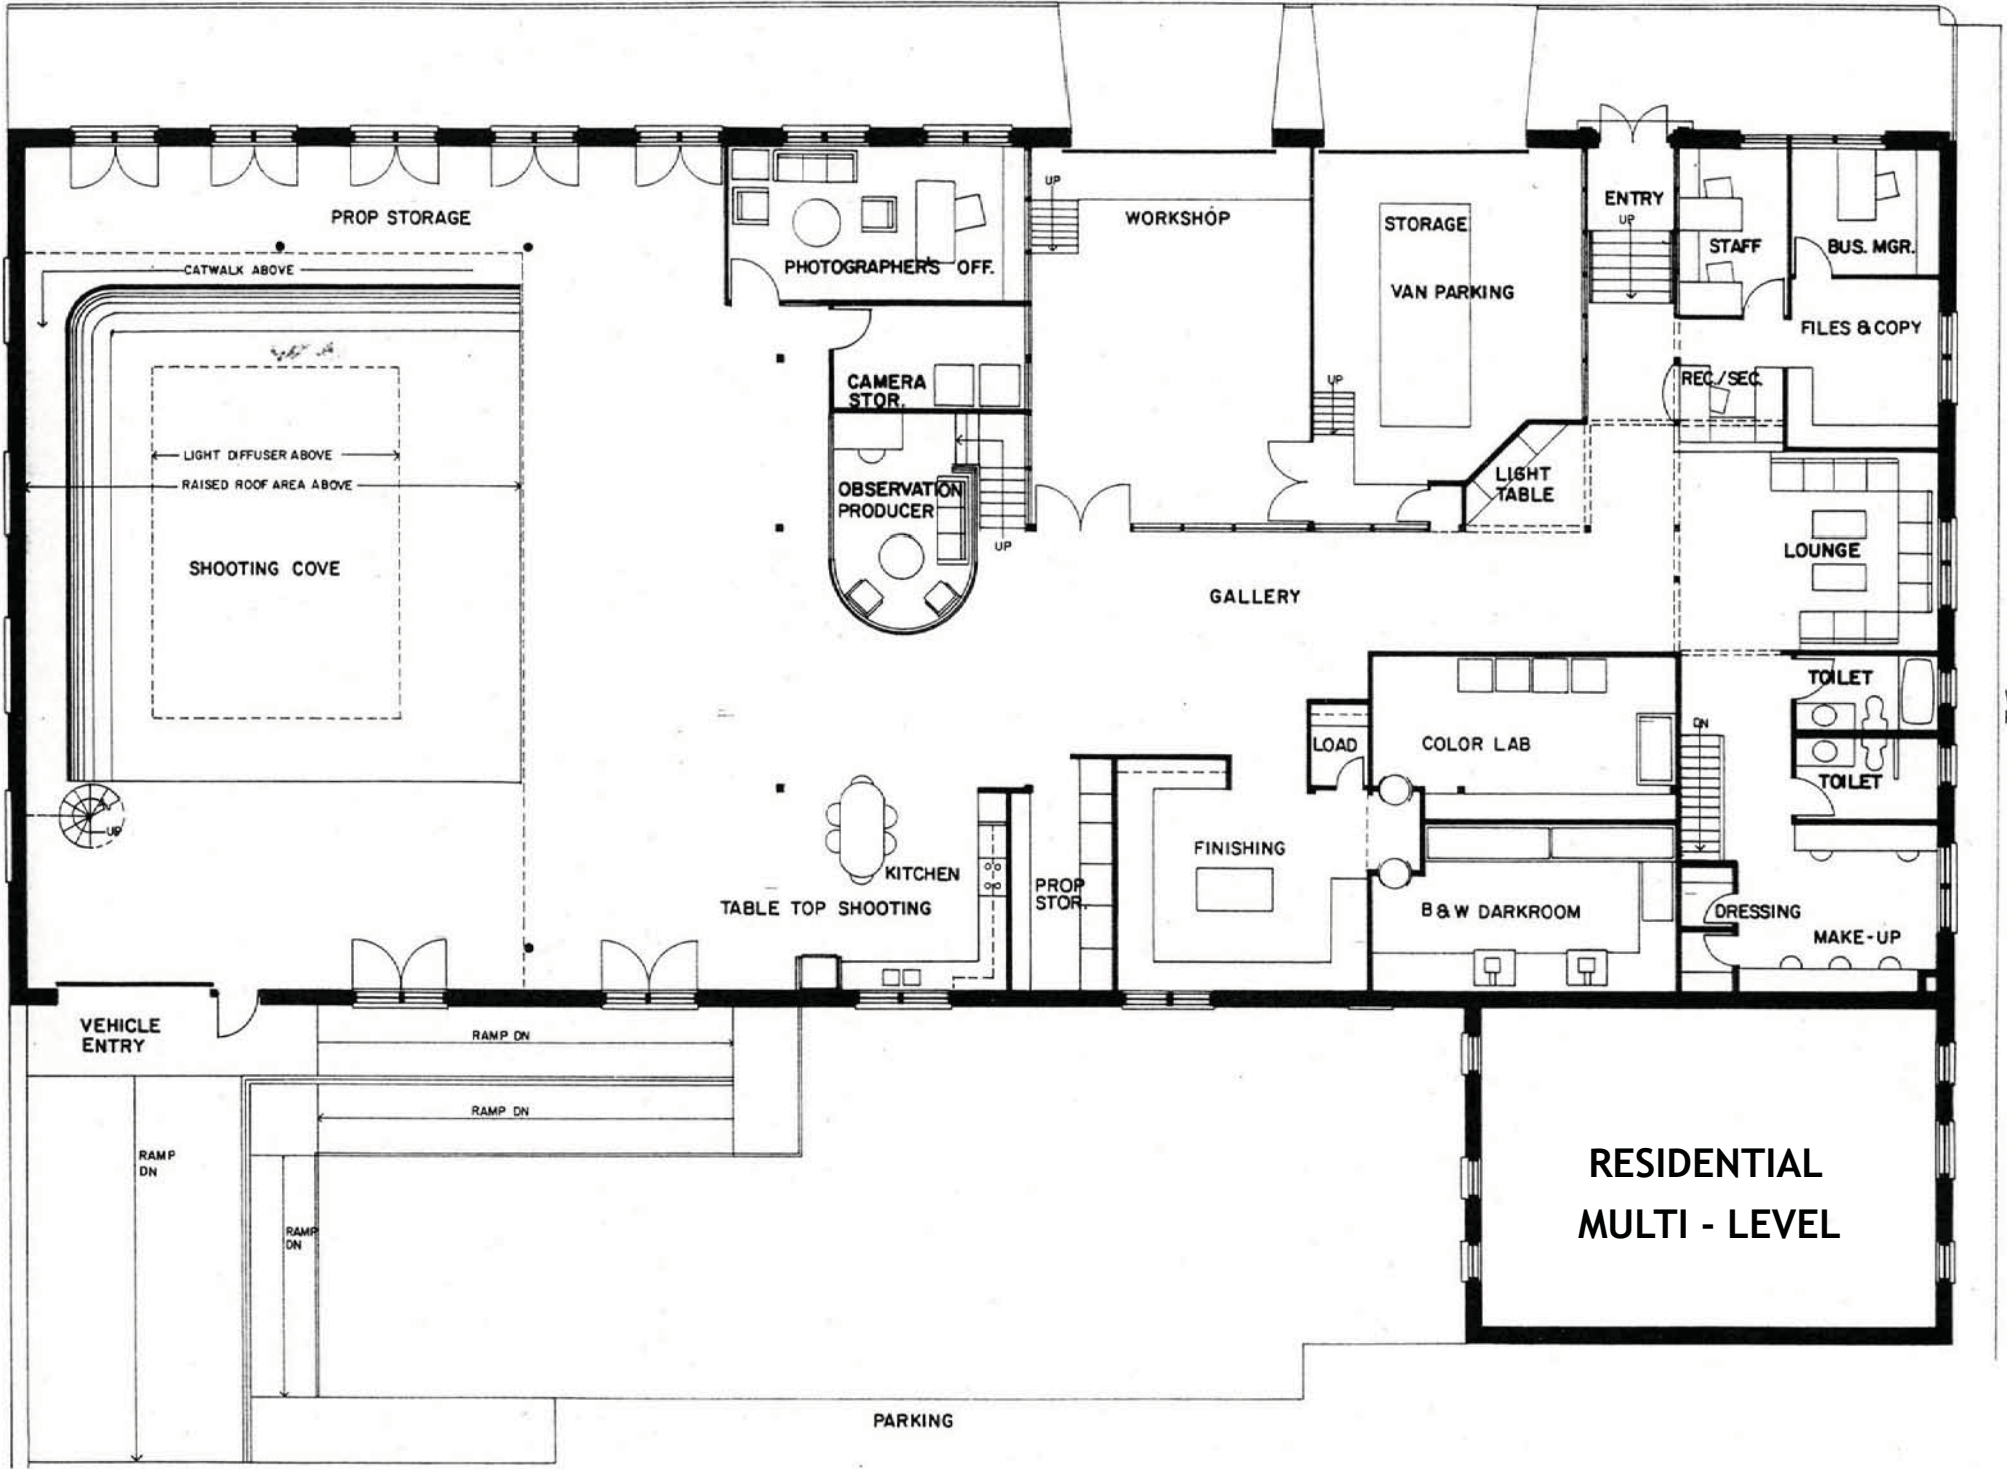 PROP STORAGE
CATWALK ABOVE
LIGHT DIFFUSER ABOVE
RAISED ROOF AREA ABOVE
SHOOTING COVE
UP
PHOTOGRAPHER'S OFF.
CAMERA
STOR.
OBSERVATION
PRODUCER
UP
UP
WORKSHOP
STORAGE
VAN PARKING
UP
ENTRY
UP
STAFF
BUS. MGR.
FILES & COPY
REC./SEC.
LIGHT
TABLE
LOUNGE
GALLERY
TOILET
TOILET
DN
LOAD
COLOR LAB
FINISHING
KITCHEN
TABLE TOP SHOOTING
PROP
STOR.
B&W DARKROOM
DRESSING
MAKE-UP
VEHICLE
ENTRY
RAMP DN
RAMP DN
RAMP
DN
RAMP
DN
RESIDENTIAL
MULTI - LEVEL
PARKING